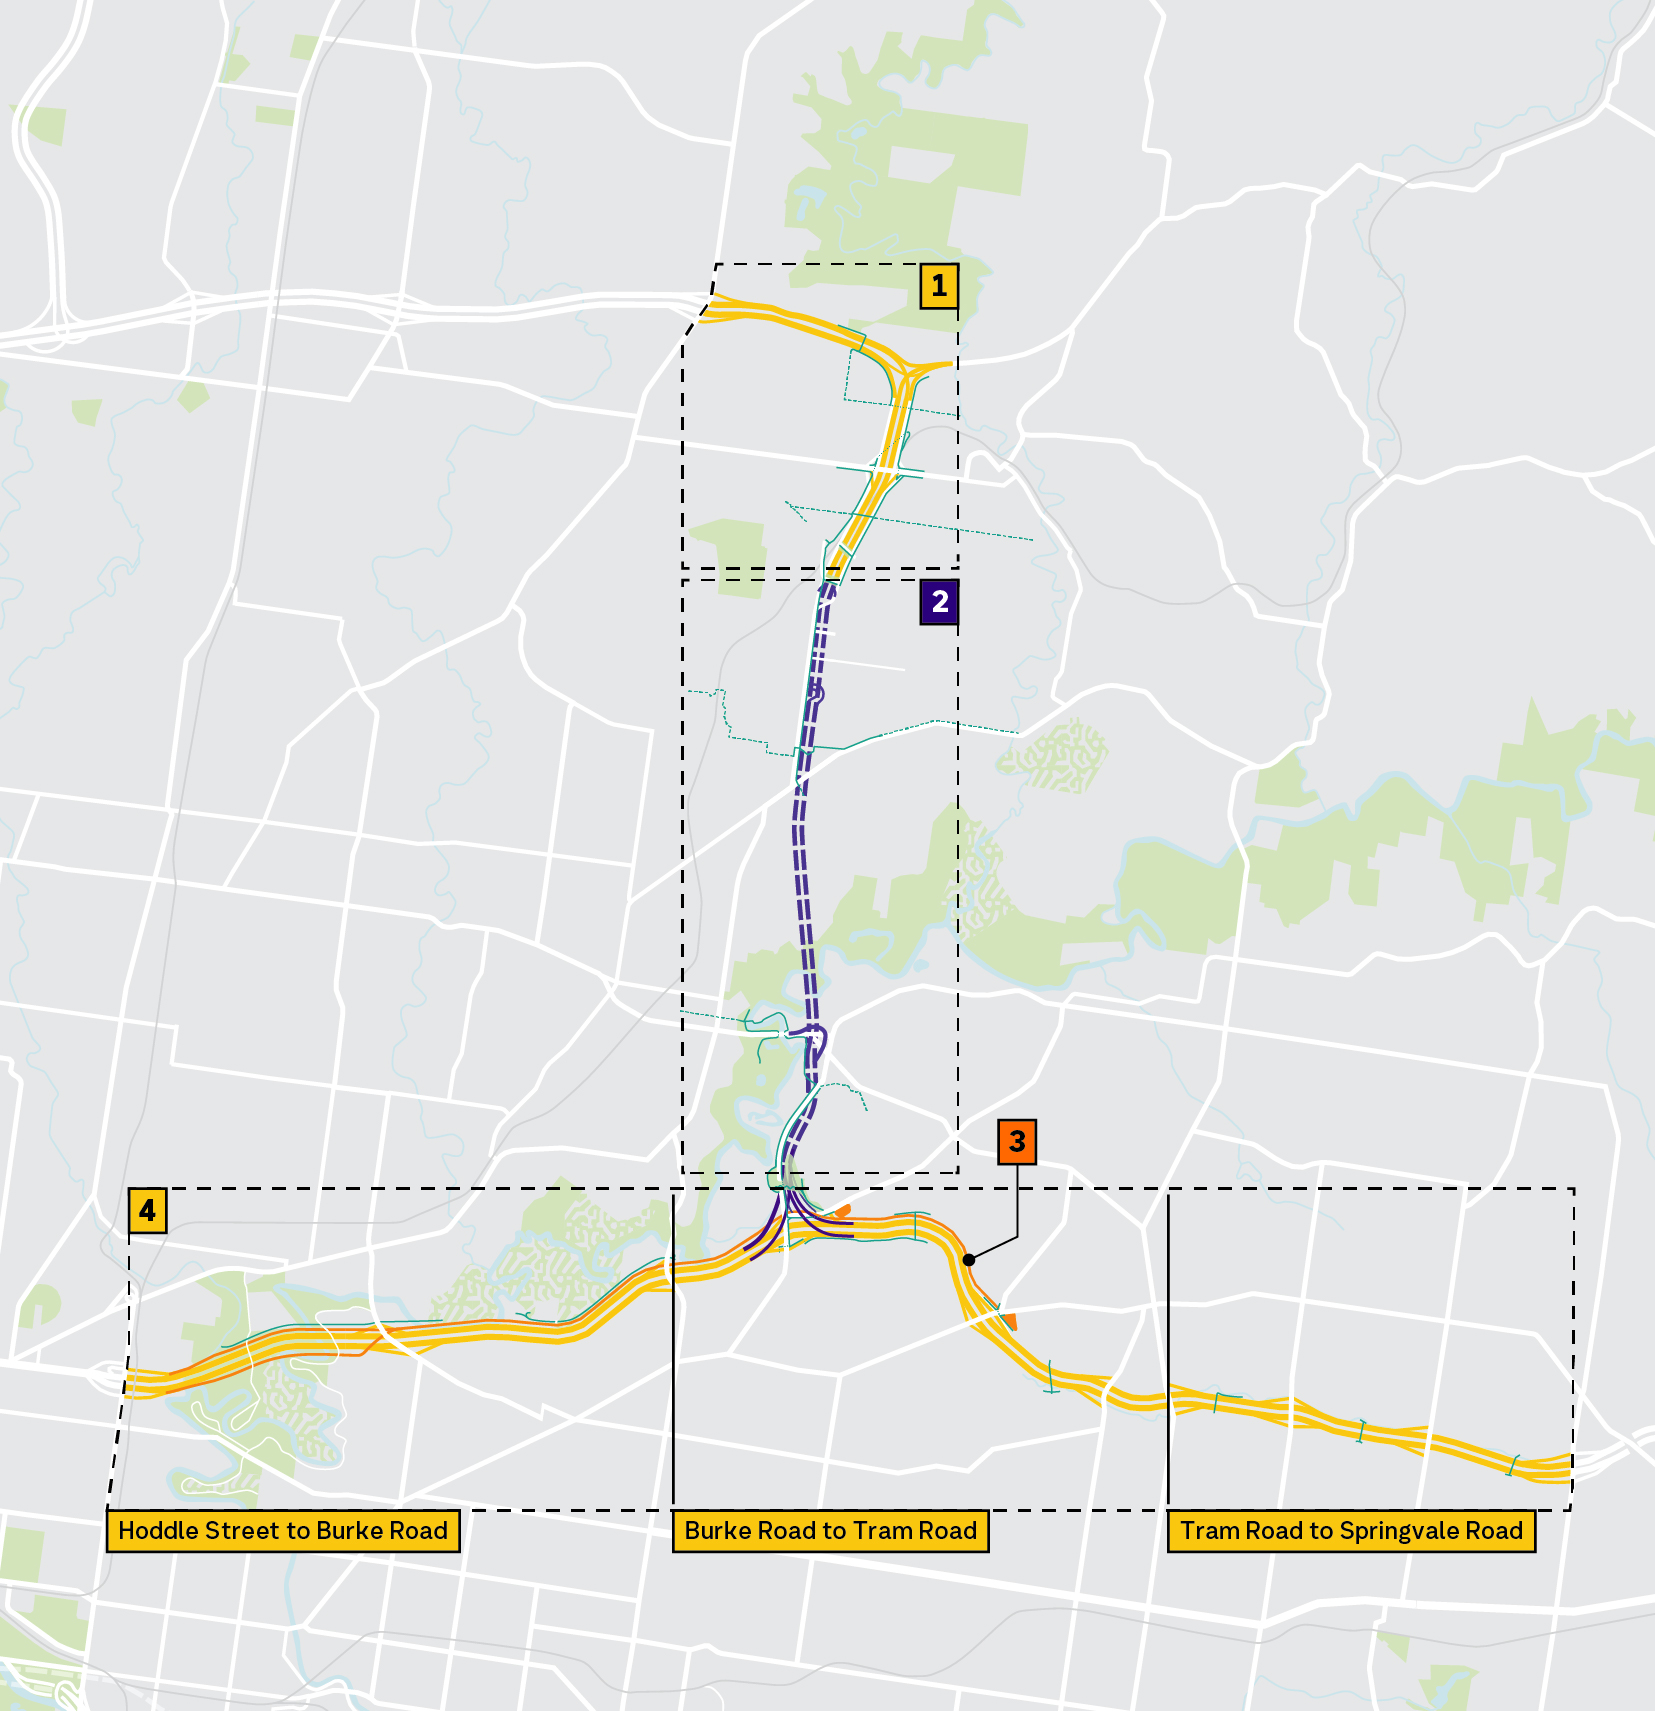 1
2
3
4
Hoddle Street to Burke Road
Burke Road to Tram Road
Tram Road to Springvale Road